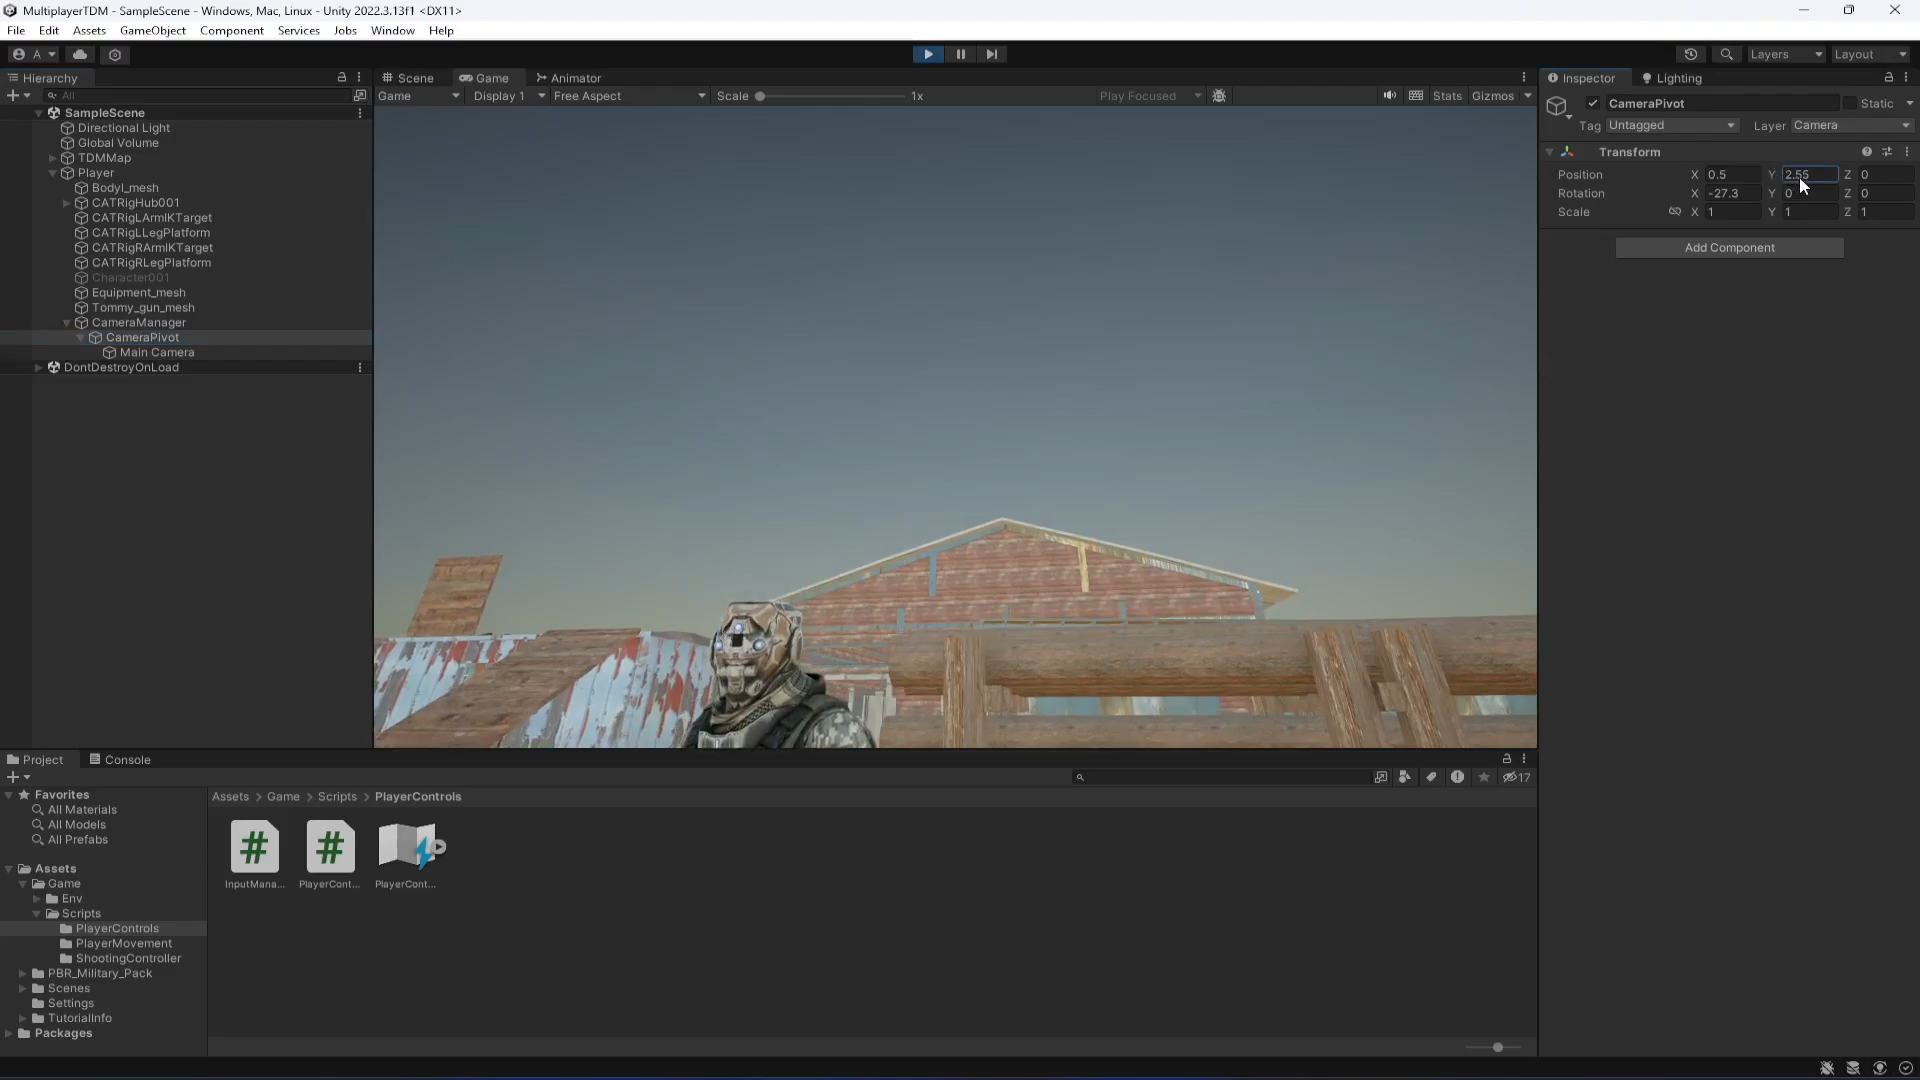 MultiplayerTDM - SampleScene - Windows, Mac, Linux - Unity 2022.3.13f1 <DX11>
File Edit Assets GameObject Component Services Jobs Window Help
A Layers Layout
Hierarchy Scene Game Animator Inspector Lighting
All Game Display 1 Free Aspect Scale 1x Play Focused Stats Gizmos
CameraPivot Static
Tag Untagged Layer Camera
SampleScene
Directional Light
Global Volume
TDMMap
Player
Bodyl_mesh
CATRigHub001
CATRigLArmIKTarget
CATRigLLegPlatform
CATRigRArmIKTarget
CATRigRLegPlatform
Character001
Equipment_mesh
Tommy_gun_mesh
CameraManager
CameraPivot
Main Camera
DontDestroyOnLoad
Transform
Position X 0.5 Y 2.55 Z 0
Rotation X -27.3 Y 0 Z 0
Scale X 1 Y 1 Z 1
Add Component
Project Console
17
Favorites
All Materials
All Models
All Prefabs
Assets
Game
Env
Scripts
PlayerControls
PlayerMovement
ShootingController
PBR_Military_Pack
Scenes
Settings
TutorialInfo
Packages
Assets > Game > Scripts > PlayerControls
InputMana... PlayerCont... PlayerCont...